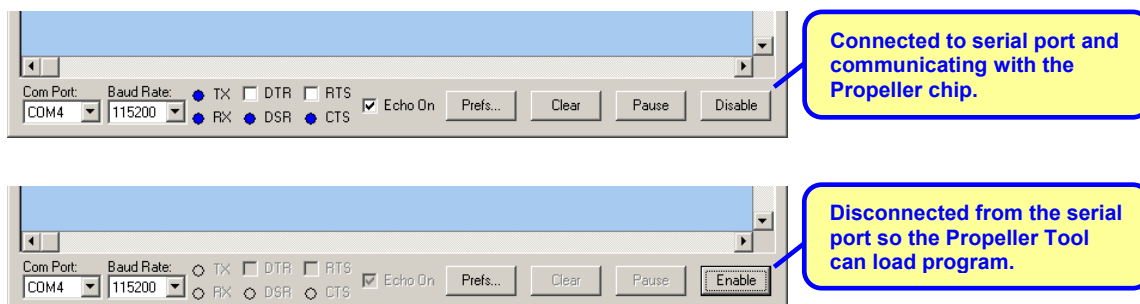 Connected to serial port and
communicating with the
Propeller chip.
Com Port: Baud Rate: TX DTR RTS
COM4 115200 RX DSR CTS Echo On Prefs... Clear Pause Disable
Disconnected from the serial
port so the Propeller Tool
can load program.
Com Port: Baud Rate: TX DTR RTS
COM4 115200 RX DSR CTS Echo On Prefs... Clear Pause Enable